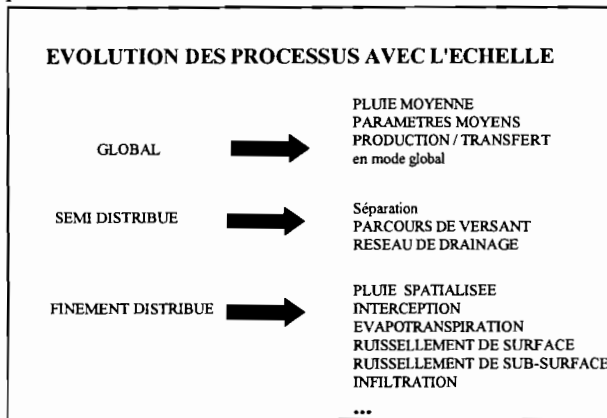 EVOLUTION DES PROCESSUS AVEC L'ECHELLE
GLOBAL
PLUIE MOYENNE
PARAMETRES MOYENS
PRODUCTION / TRANSFERT
en mode global
SEMI DISTRIBUE
Séparation
PARCOURS DE VERSANT
RESEAU DE DRAINAGE
FINEMENT DISTRIBUE
PLUIE SPATIALISEE
INTERCEPTION
EVAPOTRANSPIRATION
RUISSELLEMENT DE SURFACE
RUISSELLEMENT DE SUB-SURFACE
INFILTRATION
...